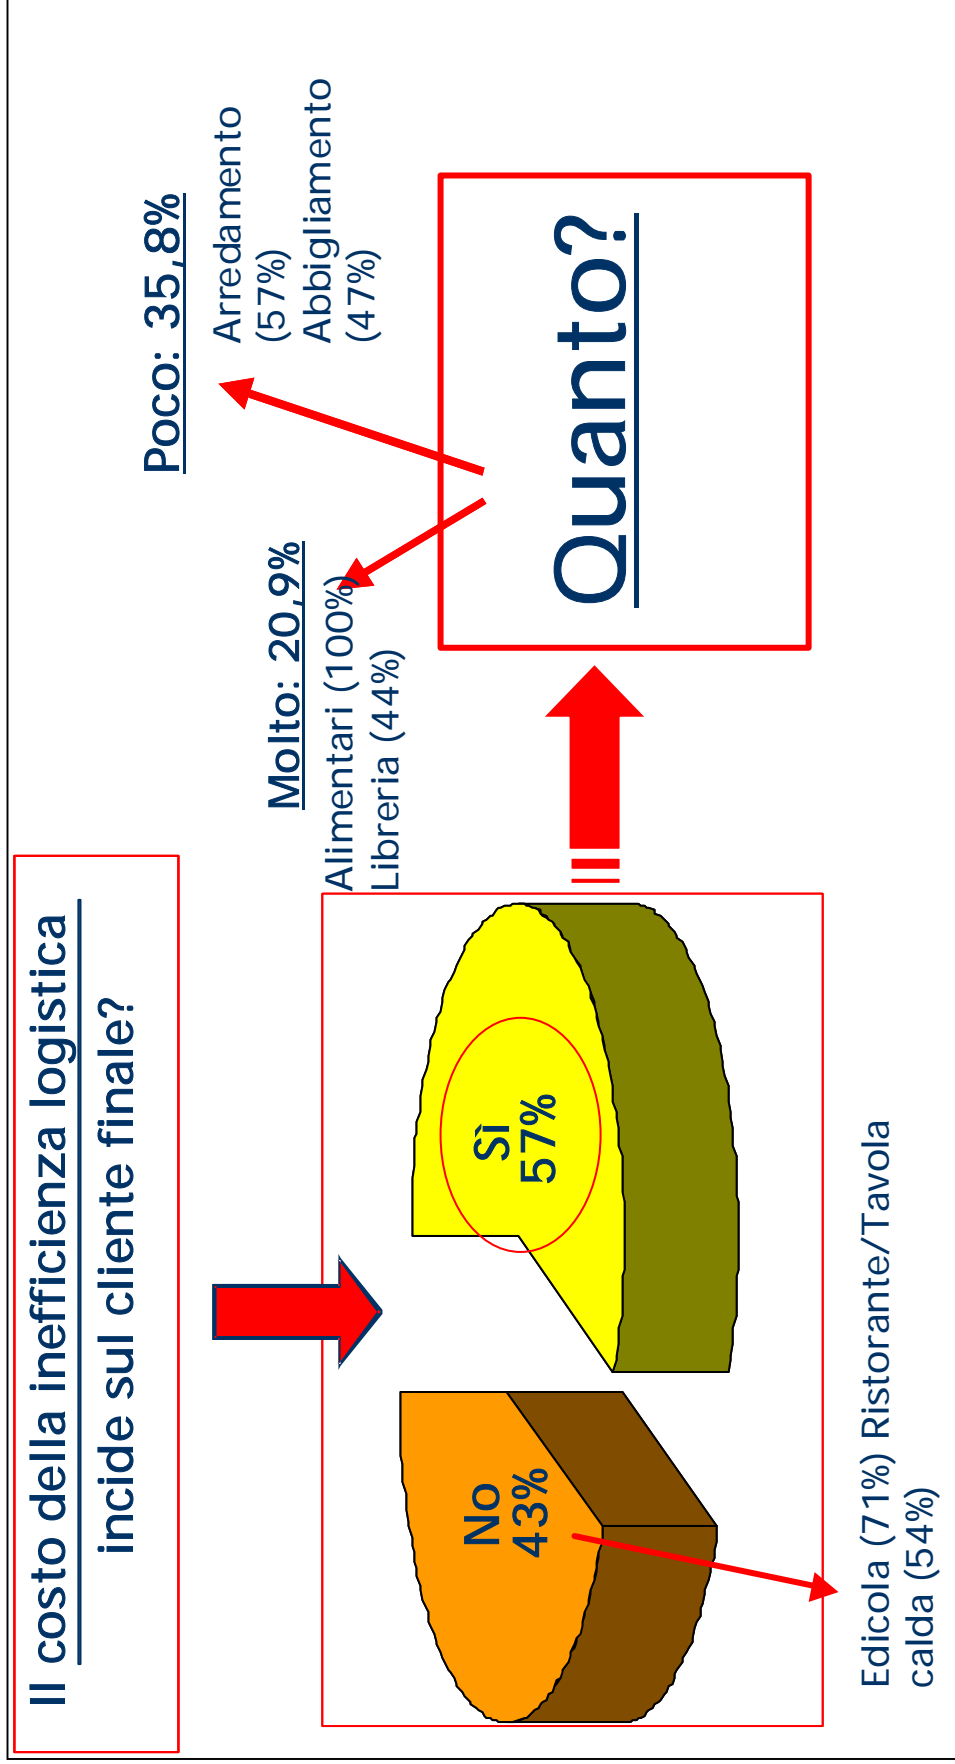 Il costo della inefficienza logistica
incide sul cliente finale?
No
43%
Sì
57%
Edicola (71%) Ristorante/Tavola
calda (54%)
Molto: 20,9%
Alimentari (100%)
Libreria (44%)
Poco: 35,8%
Arredamento
(57%)
Abbigliamento
(47%)
Quanto?